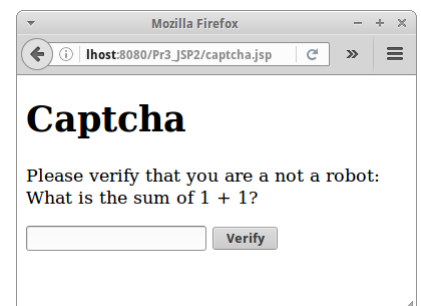 Mozilla Firefox
lhost:8080/Pr3_JSP2/captcha.jsp
Captcha
Please verify that you are a not a robot:
What is the sum of 1 + 1?
Verify